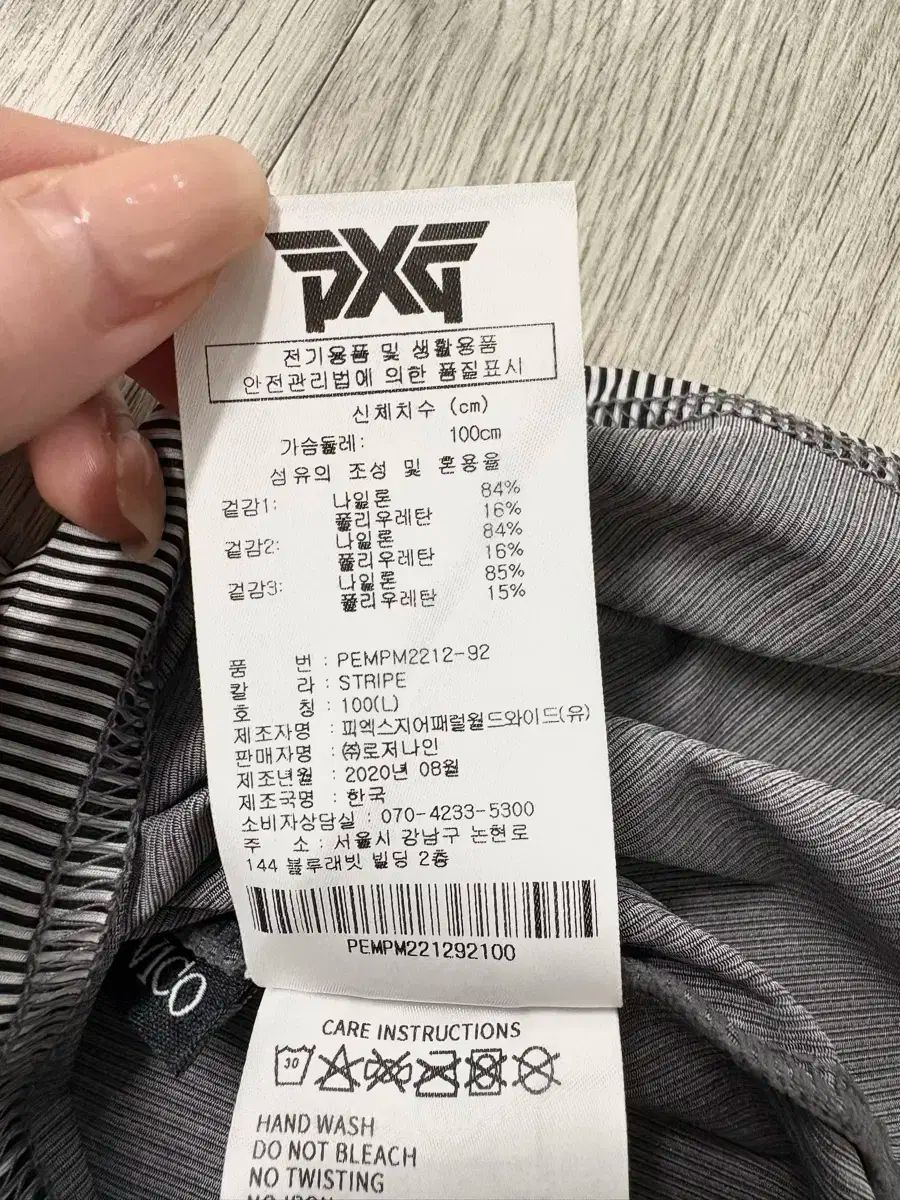 PXG
전기용품 및 생활용품
안전관리법에 의한 품질표시
신체치수 (cm)
가슴둘레: 100cm
섬유의 조성 및 혼용율
겉감1: 나일론 84%
폴리우레탄 16%
겉감2: 나일론 84%
폴리우레탄 16%
겉감3: 나일론 85%
폴리우레탄 15%
품 번 : PEMPM2212-92
칼 라 : STRIPE
호 칭 : 100(L)
제조자명 : 피엑스지어패럴월드와이드(유)
판매자명 : ㈜로저나인
제조년월 : 2020년 08월
제조국명 : 한국
소비자상담실 : 070-4233-5300
주 소 : 서울시 강남구 논현로
144 블루래빗 빌딩 2층
PEMPM221292100
CARE INSTRUCTIONS
30
HAND WASH
DO NOT BLEACH
NO TWISTING